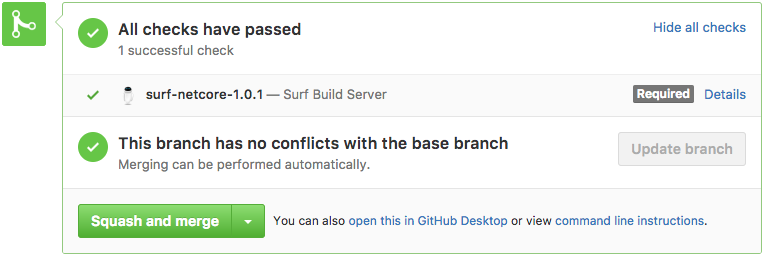 All checks have passed
Hide all checks
1 successful check
surf-netcore-1.0.1 — Surf Build Server
Required
Details
This branch has no conflicts with the base branch
Merging can be performed automatically.
Update branch
Squash and merge
You can also open this in GitHub Desktop or view command line instructions.